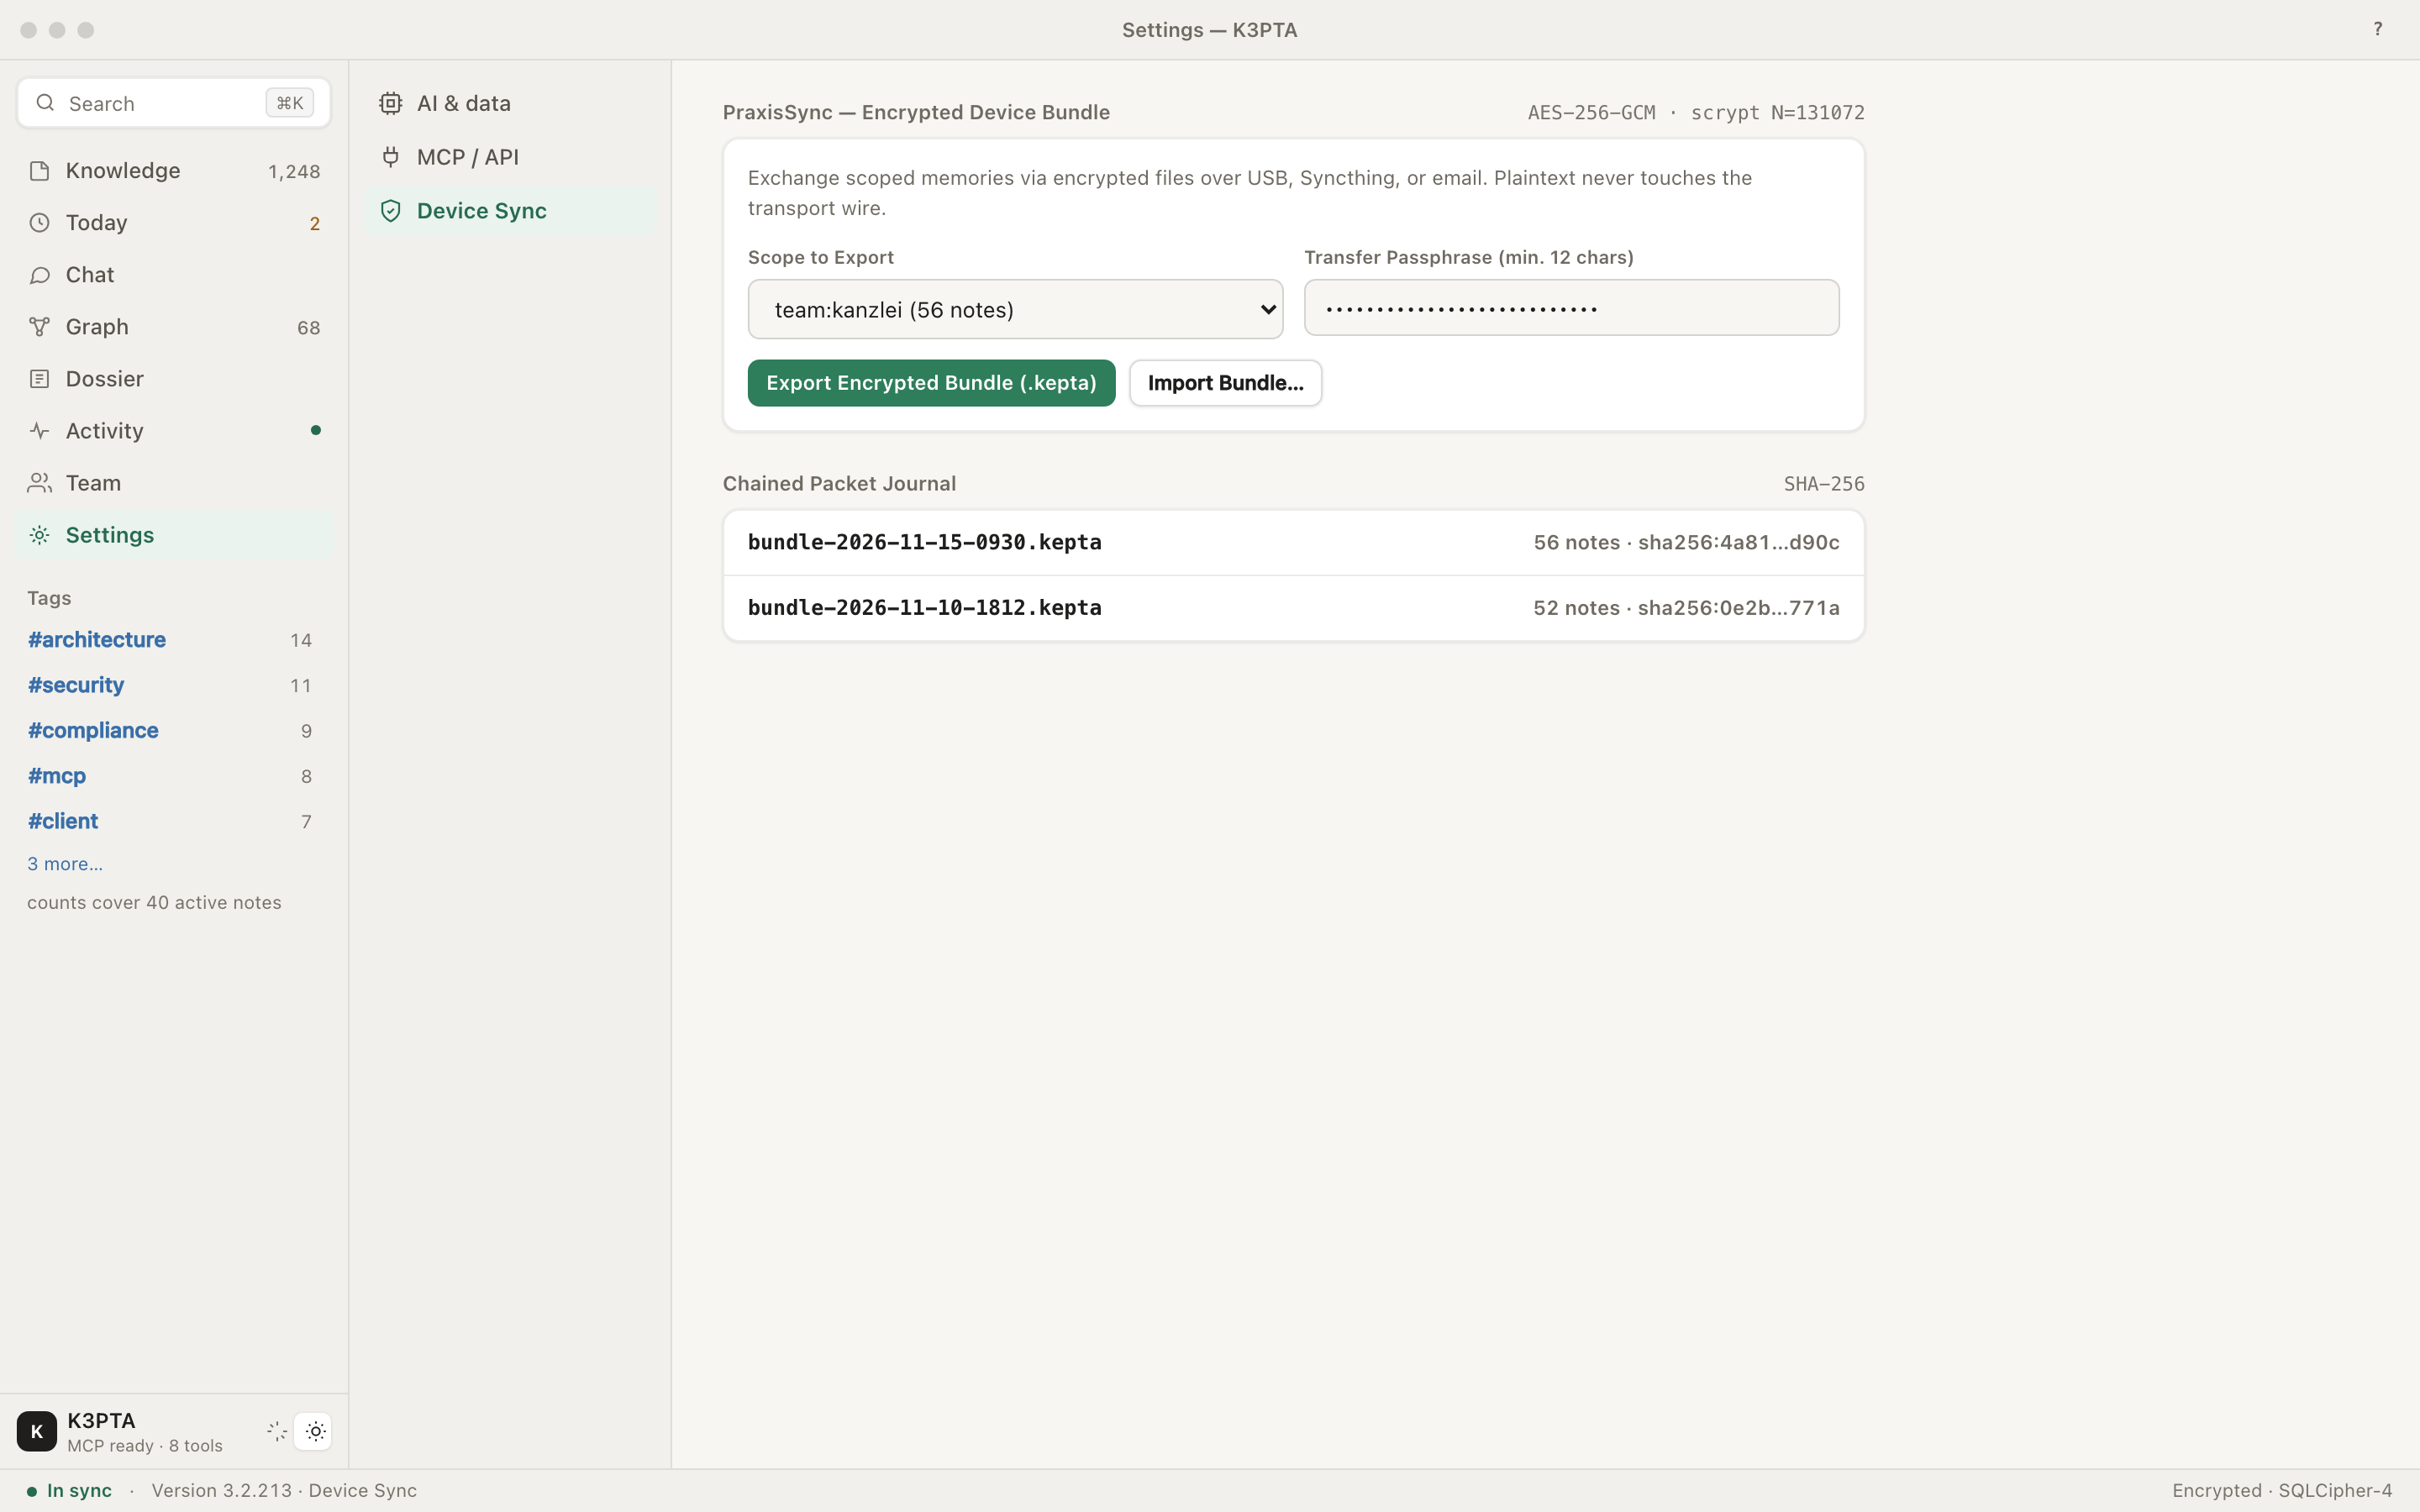 Settings — K3PTA
?
Search ⌘K
Knowledge 1,248
Today 2
Chat
Graph 68
Dossier
Activity
Team
Settings
Tags
#architecture 14
#security 11
#compliance 9
#mcp 8
#client 7
3 more...
counts cover 40 active notes
K K3PTA
MCP ready · 8 tools
AI & data
MCP / API
Device Sync
PraxisSync — Encrypted Device Bundle AES-256-GCM · scrypt N=131072
Exchange scoped memories via encrypted files over USB, Syncthing, or email. Plaintext never touches the
transport wire.
Scope to Export Transfer Passphrase (min. 12 chars)
team:kanzlei (56 notes) •••••••••••••••••••••••••••
Export Encrypted Bundle (.kepta) Import Bundle...
Chained Packet Journal SHA-256
bundle-2026-11-15-0930.kepta 56 notes · sha256:4a81...d90c
bundle-2026-11-10-1812.kepta 52 notes · sha256:0e2b...771a
In sync · Version 3.2.213 · Device Sync Encrypted · SQLCipher-4